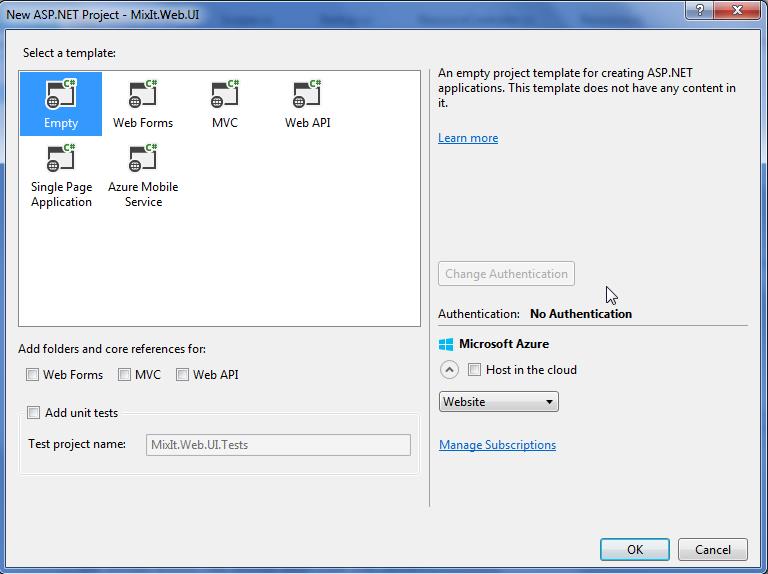 New ASP.NET Project - MixIt.Web.UI
?
Select a template:
C# C# C# C#
Empty Web Forms MVC Web API
C# C#
Single Page Azure Mobile
Application Service
An empty project template for creating ASP.NET
applications. This template does not have any content in
it.
Learn more
Change Authentication
Authentication: No Authentication
Microsoft Azure
Host in the cloud
Website
Manage Subscriptions
Add folders and core references for:
Web Forms MVC Web API
Add unit tests
Test project name: MixIt.Web.UI.Tests
OK Cancel